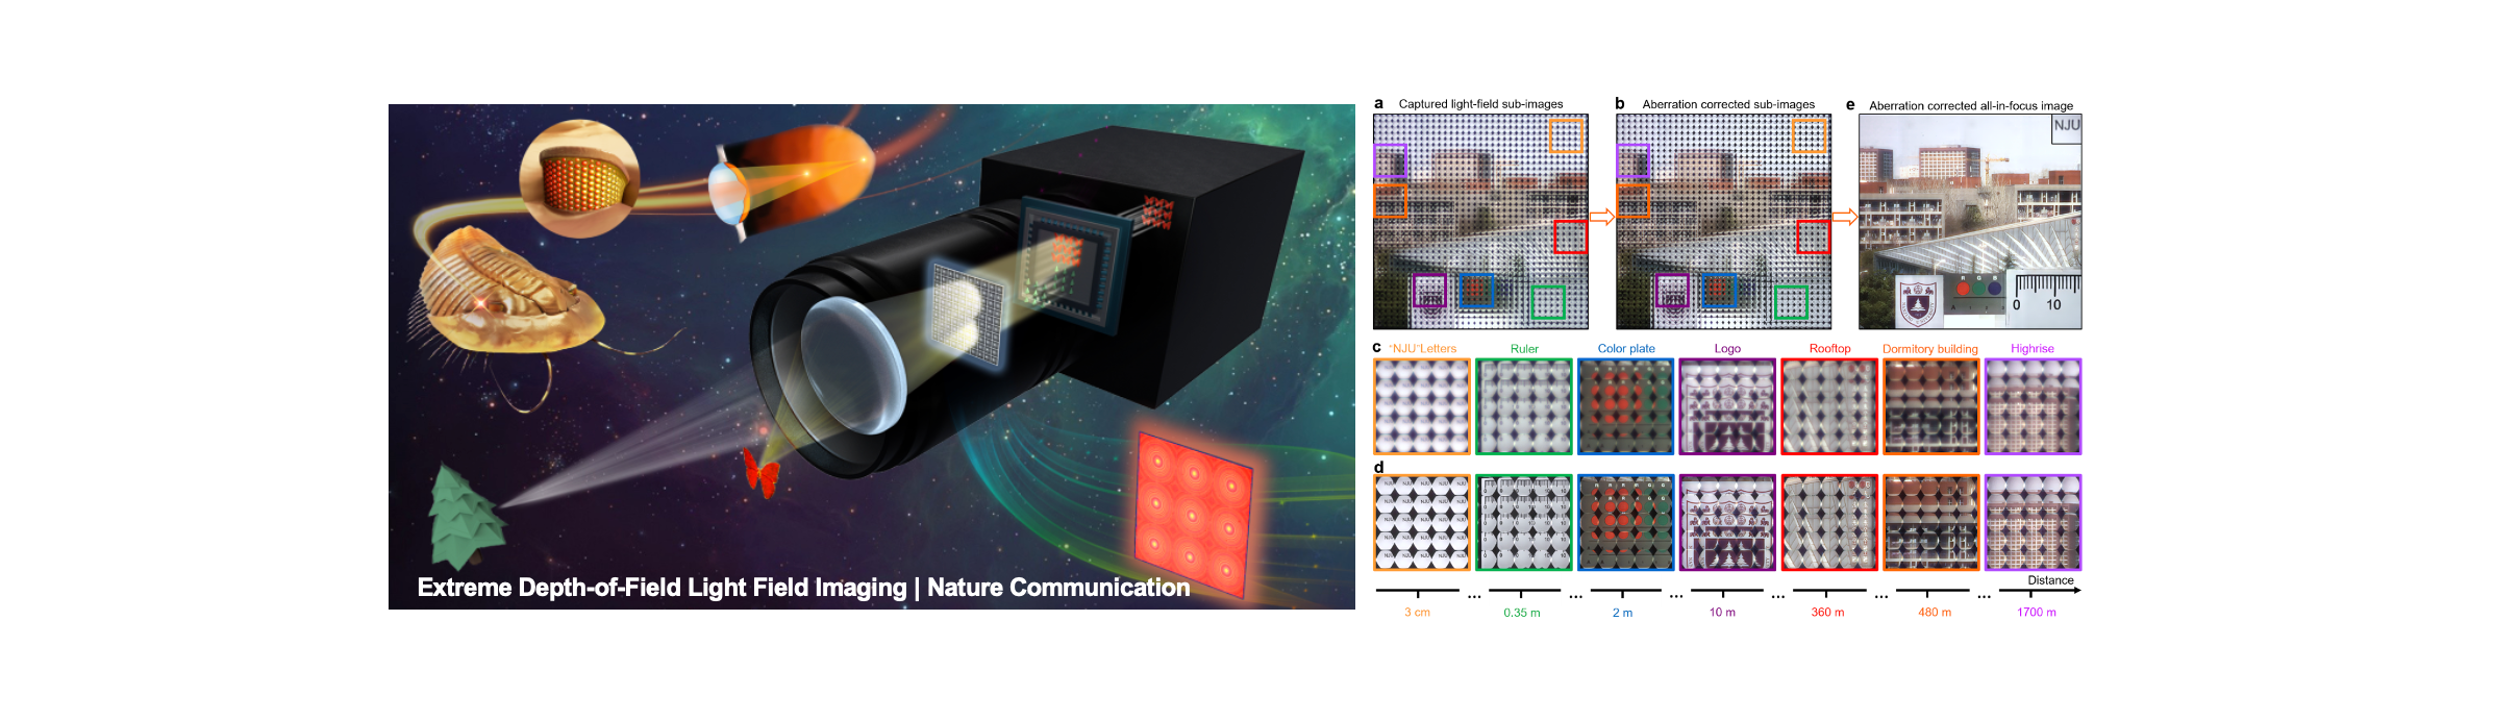 Extreme Depth-of-Field Light Field Imaging | Nature Communication
a Captured light-field sub-images
b Aberration corrected sub-images
e Aberration corrected all-in-focus image
NJU
R G B
0 10
c "NJU"Letters Ruler Color plate Logo Rooftop Dormitory building Highrise
d
Distance
... ... ... ... ... ...
3 cm 0.35 m 2 m 10 m 360 m 480 m 1700 m